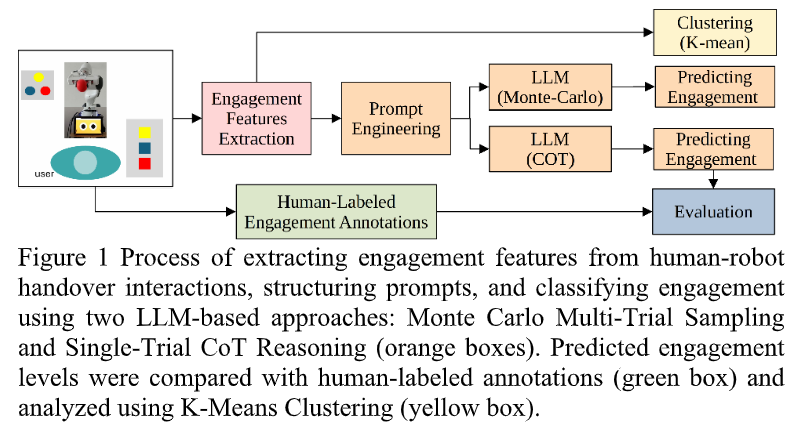 Clustering
(K-mean)
Engagement
Features
Extraction
Prompt
Engineering
LLM
(Monte-Carlo)
Predicting
Engagement
LLM
(COT)
Predicting
Engagement
user
Human-Labeled
Engagement Annotations
Evaluation
Figure 1 Process of extracting engagement features from human-robot
handover interactions, structuring prompts, and classifying engagement
using two LLM-based approaches: Monte Carlo Multi-Trial Sampling
and Single-Trial CoT Reasoning (orange boxes). Predicted engagement
levels were compared with human-labeled annotations (green box) and
analyzed using K-Means Clustering (yellow box).